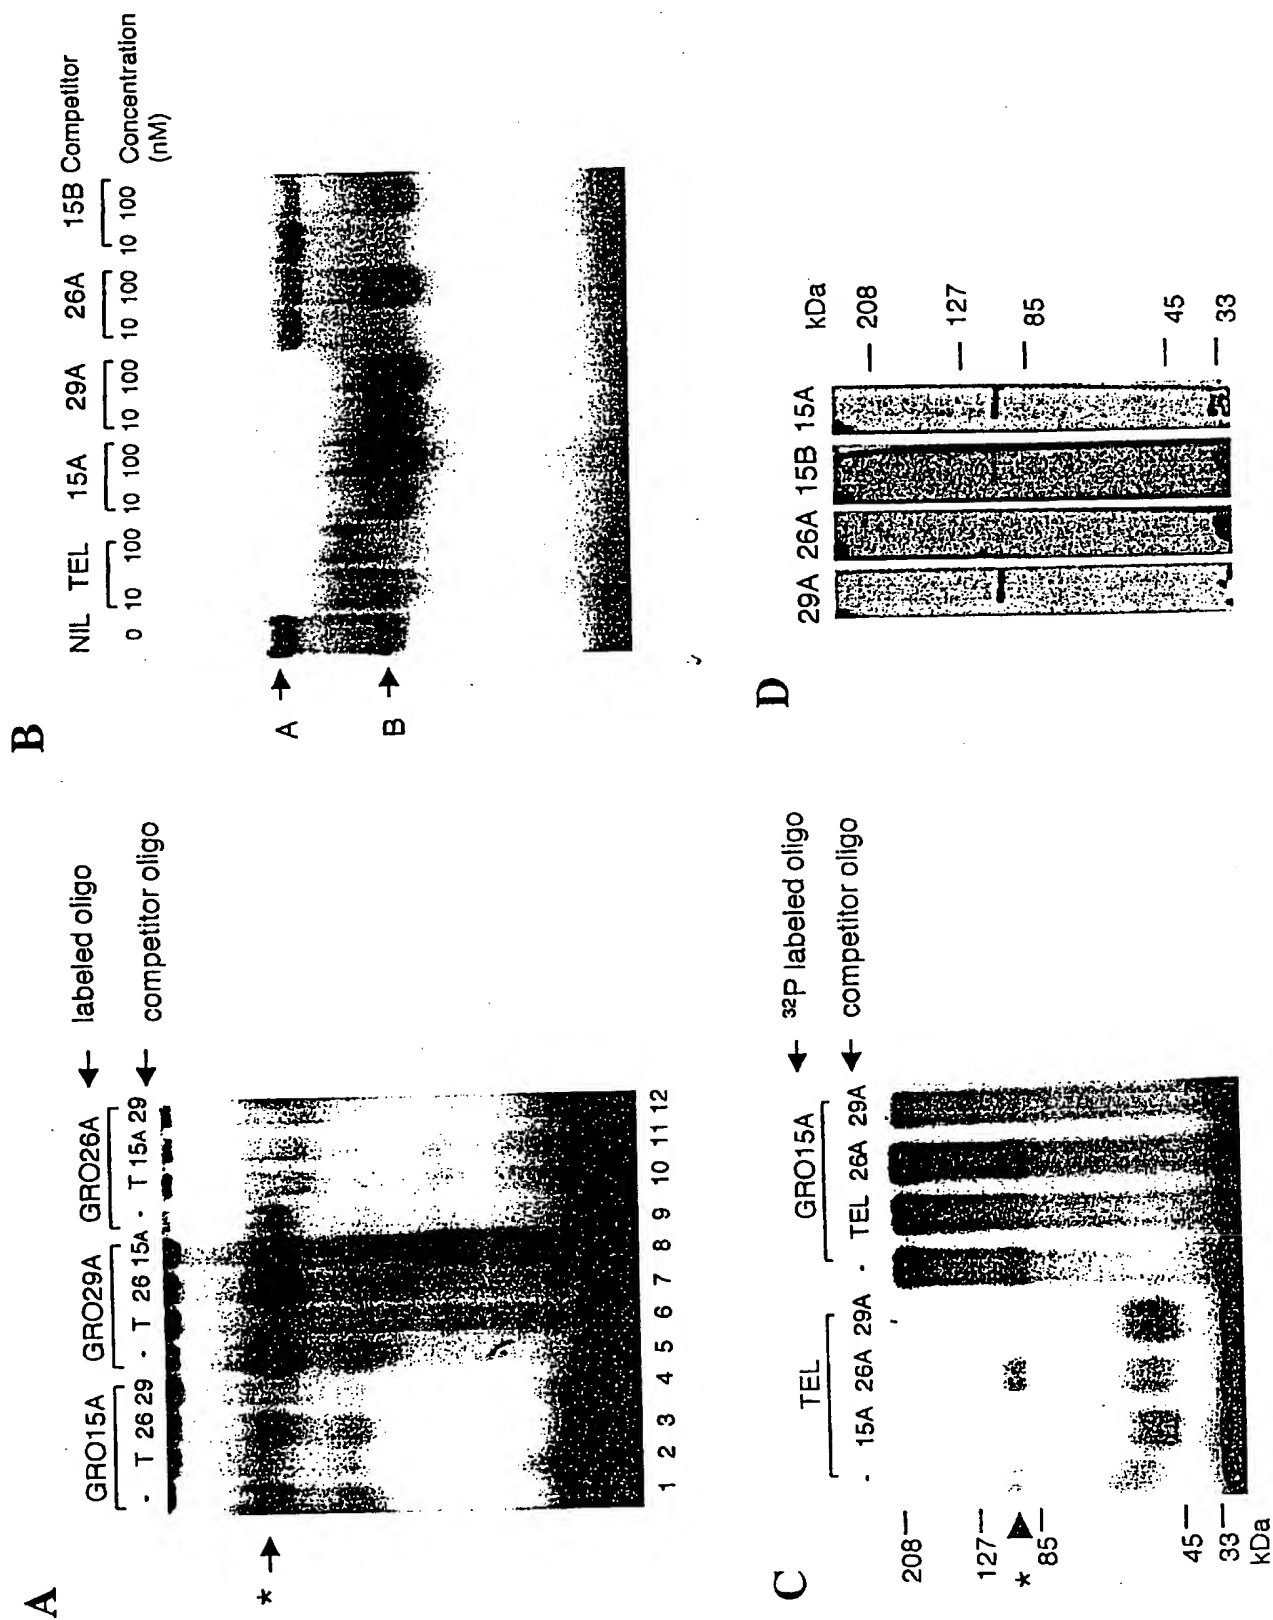 A
GRO15A GRO29A GRO26A ← labeled oligo
- T 26 29 - T 26 15A - T 15A 29 ← competitor oligo
* →
1 2 3 4 5 6 7 8 9 10 11 12
B
NIL TEL 15A 29A 26A 15B Competitor
0 10 100 10 100 10 100 10 100 10 100 Concentration
(nM)
A →
B →
C
TEL GRO15A ← ³²P labeled oligo
- 15A 26A 29A - TEL 26A 29A ← competitor oligo
208 –
127 –
*
85 –
45 –
33 –
kDa
D
29A 26A 15B 15A kDa
– 208
– 127
– 85
– 45
– 33